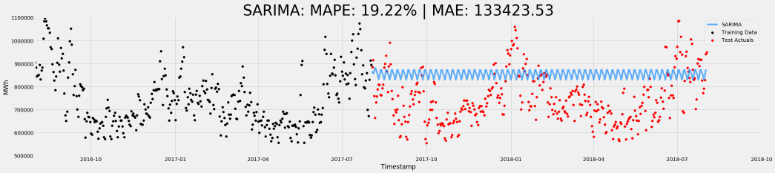 SARIMA: MAPE: 19.22% | MAE: 133423.53
1100000
1000000
900000
800000
700000
600000
500000
MWh
SARIMA
Training Data
Test Actuals
2016-10
2017-01
2017-04
2017-07
2017-10
2018-01
2018-04
2018-07
2018-10
Timestamp